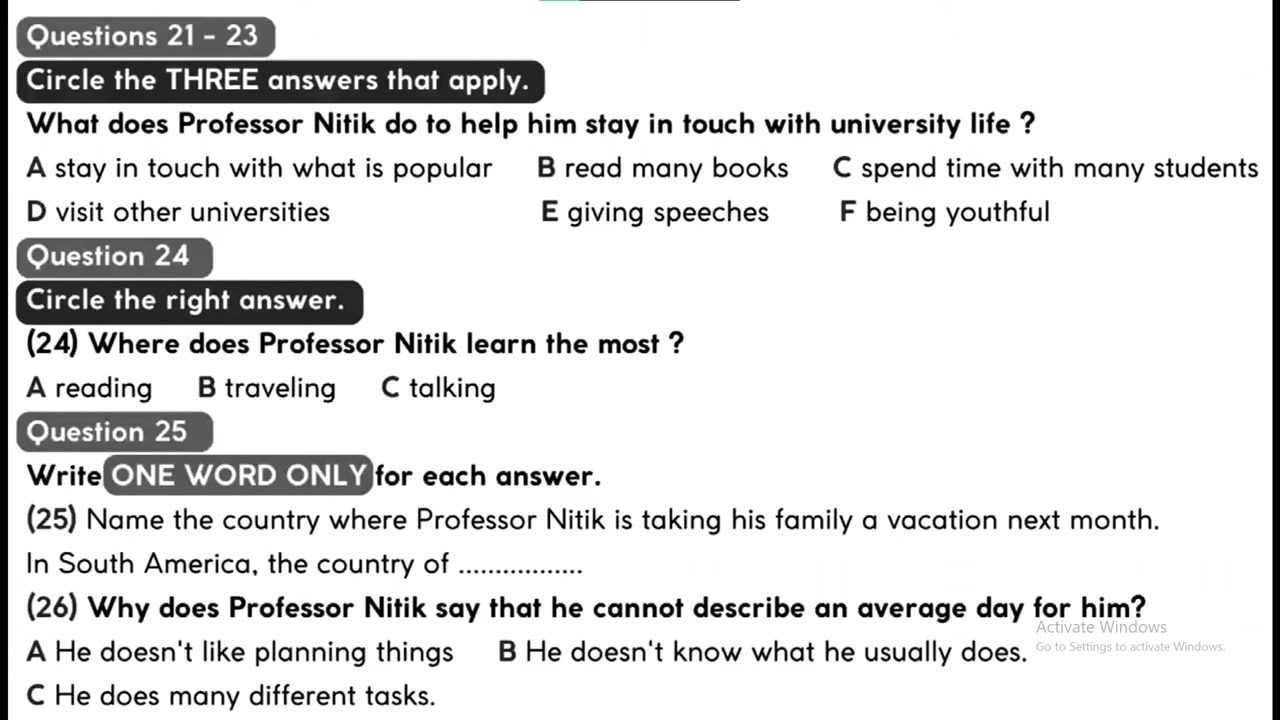 Questions 21 - 23
Circle the THREE answers that apply.
What does Professor Nitik do to help him stay in touch with university life ?
A stay in touch with what is popular B read many books C spend time with many students
D visit other universities E giving speeches F being youthful
Question 24
Circle the right answer.
(24) Where does Professor Nitik learn the most ?
A reading B traveling C talking
Question 25
Write ONE WORD ONLY for each answer.
(25) Name the country where Professor Nitik is taking his family a vacation next month.
In South America, the country of .................
(26) Why does Professor Nitik say that he cannot describe an average day for him?
Activate Windows
A He doesn't like planning things B He doesn't know what he usually does.
Go to Settings to activate Windows.
C He does many different tasks.